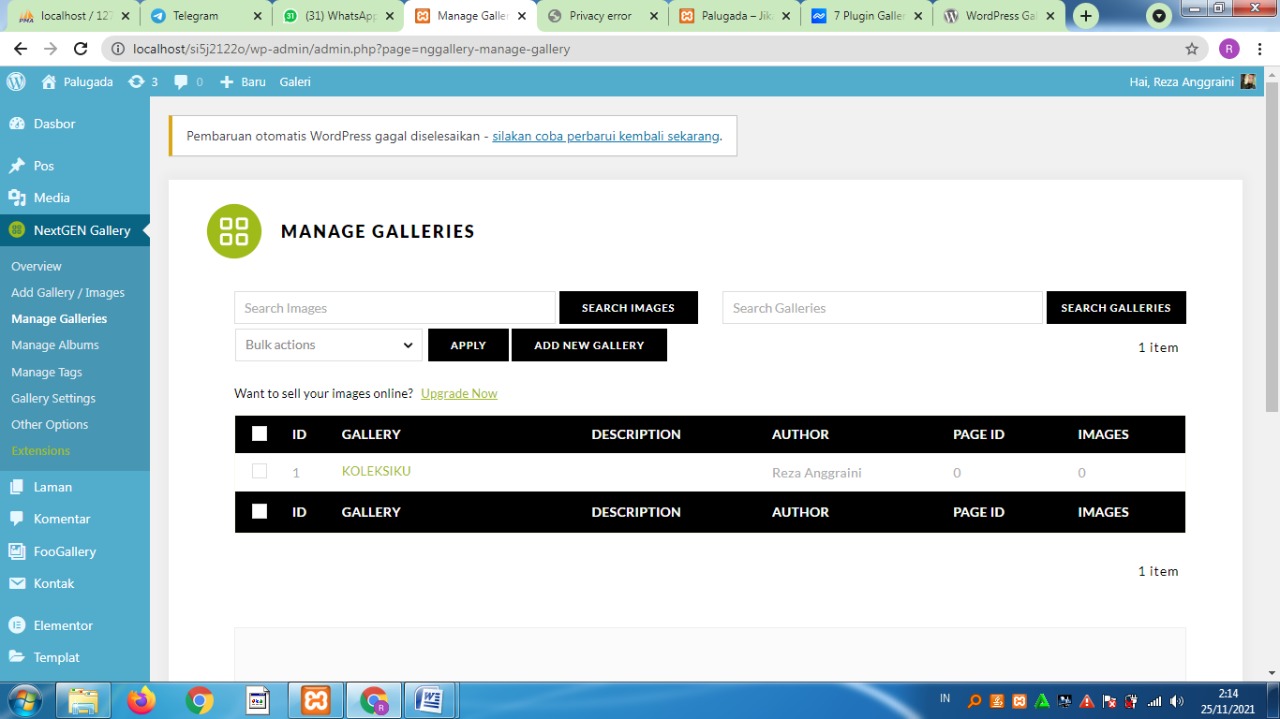 localhost / 127
Telegram
(31) WhatsApp
Manage Galler
Privacy error
Palugada – Jik
7 Plugin Galler
WordPress Ga
localhost/si5j2122o/wp-admin/admin.php?page=nggallery-manage-gallery
R
Palugada
3
0
Baru
Galeri
Hai, Reza Anggraini
Dasbor
Pos
Media
NextGEN Gallery
Overview
Add Gallery / Images
Manage Galleries
Manage Albums
Manage Tags
Gallery Settings
Other Options
Extensions
Laman
Komentar
FooGallery
Kontak
Elementor
Templat
Pembaruan otomatis WordPress gagal diselesaikan - silakan coba perbarui kembali sekarang.
MANAGE GALLERIES
Search Images
SEARCH IMAGES
Search Galleries
SEARCH GALLERIES
Bulk actions
APPLY
ADD NEW GALLERY
1 item
Want to sell your images online? Upgrade Now
ID GALLERY DESCRIPTION AUTHOR PAGE ID IMAGES
1 KOLEKSIKU Reza Anggraini 0 0
ID GALLERY DESCRIPTION AUTHOR PAGE ID IMAGES
1 item
IN
2:14
25/11/2021